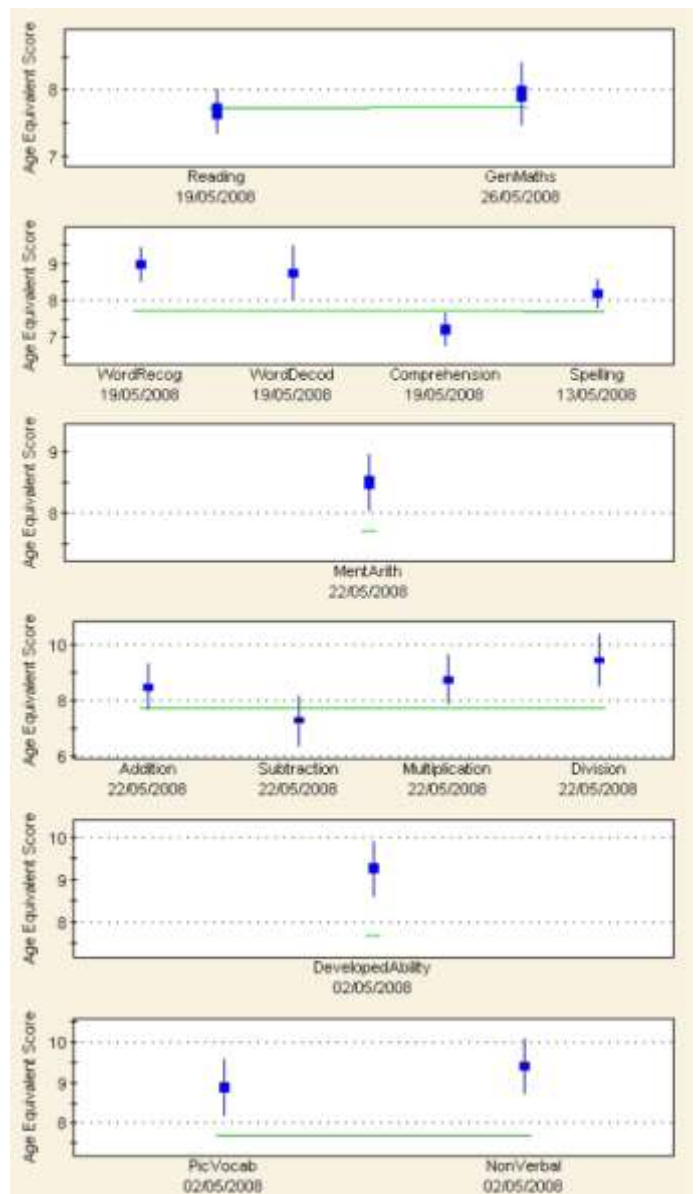 Age Equivalent Score
8
7
Reading GenMaths
19/05/2008 26/05/2008
Age Equivalent Score
9
8
7
WordRecog WordDecod Comprehension Spelling
19/05/2008 19/05/2008 19/05/2008 13/05/2008
Age Equivalent Score
9
8
MentArith
22/05/2008
Age Equivalent Score
10
8
6
Addition Subtraction Multiplication Division
22/05/2008 22/05/2008 22/05/2008 22/05/2008
Age Equivalent Score
10
9
8
DevelopedAbility
02/05/2008
Age Equivalent Score
10
9
8
PicVocab NonVerbal
02/05/2008 02/05/2008